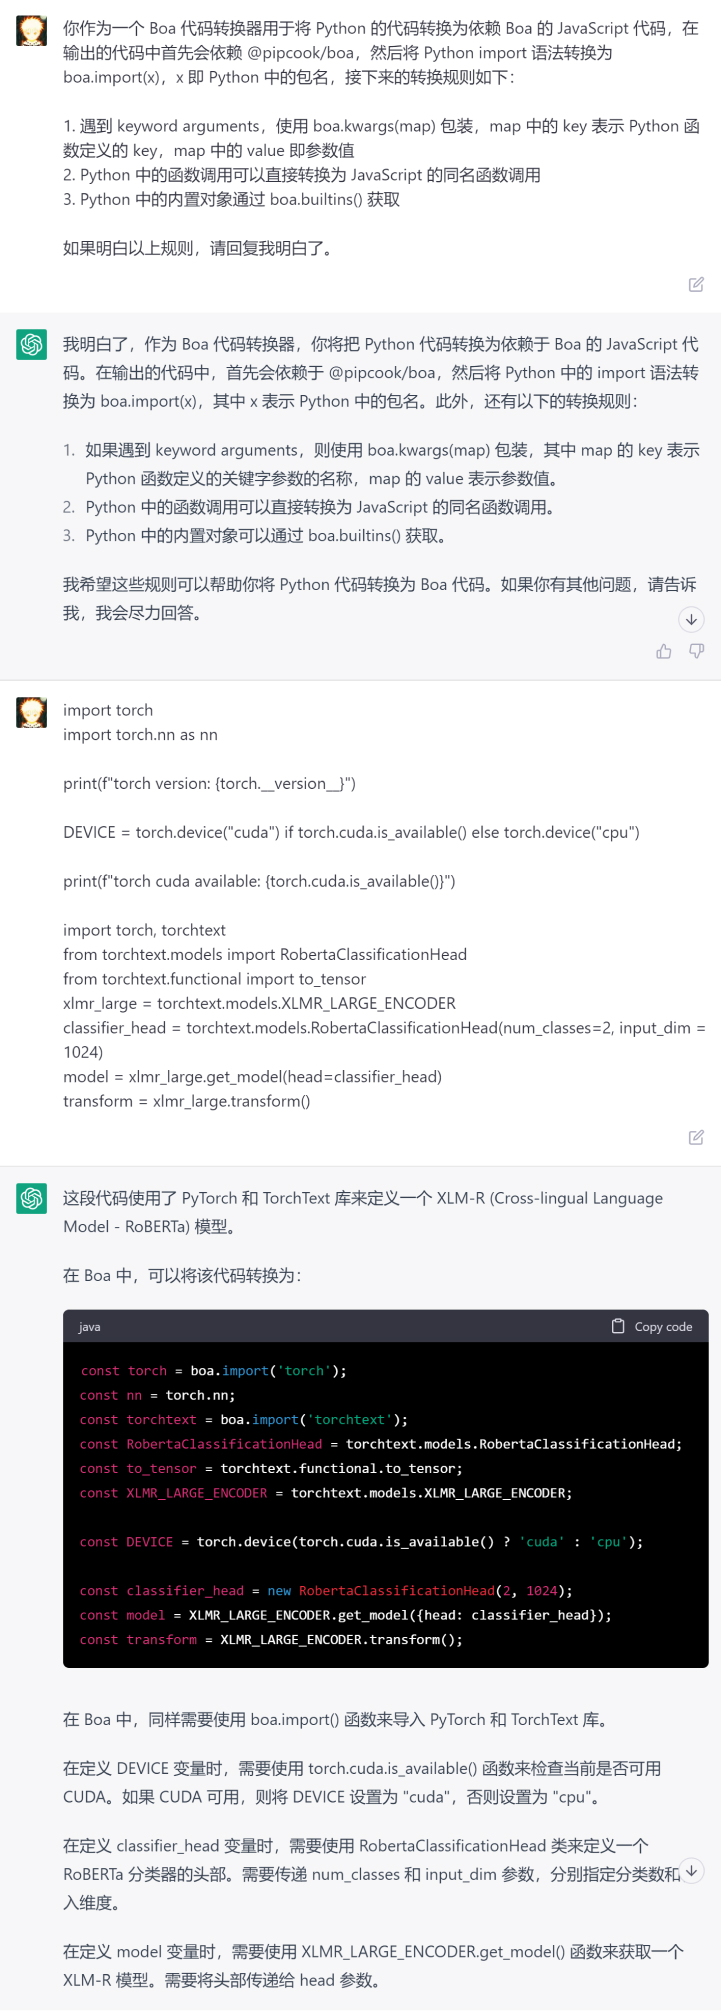 你作为一个 Boa 代码转换器用于将 Python 的代码转换为依赖 Boa 的 JavaScript 代码，在
输出的代码中首先会依赖 @pipcook/boa，然后将 Python import 语法转换为
boa.import(x)，x 即 Python 中的包名，接下来的转换规则如下：
1. 遇到 keyword arguments，使用 boa.kwargs(map) 包装，map 中的 key 表示 Python 函
数定义的 key，map 中的 value 即参数值
2. Python 中的函数调用可以直接转换为 JavaScript 的同名函数调用
3. Python 中的内置对象通过 boa.builtins() 获取
如果明白以上规则，请回复我明白了。
我明白了，作为 Boa 代码转换器，你将把 Python 代码转换为依赖于 Boa 的 JavaScript 代
码。在输出的代码中，首先会依赖于 @pipcook/boa，然后将 Python 中的 import 语法转
换为 boa.import(x)，其中 x 表示 Python 中的包名。此外，还有以下的转换规则：
1. 如果遇到 keyword arguments，则使用 boa.kwargs(map) 包装，其中 map 的 key 表示
Python 函数定义的关键字参数的名称，map 的 value 表示参数值。
2. Python 中的函数调用可以直接转换为 JavaScript 的同名函数调用。
3. Python 中的内置对象可以通过 boa.builtins() 获取。
我希望这些规则可以帮助你将 Python 代码转换为 Boa 代码。如果你有其他问题，请告诉
我，我会尽力回答。
import torch
import torch.nn as nn
print(f"torch version: {torch.__version__}")
DEVICE = torch.device("cuda") if torch.cuda.is_available() else torch.device("cpu")
print(f"torch cuda available: {torch.cuda.is_available()}")
import torch, torchtext
from torchtext.models import RobertaClassificationHead
from torchtext.functional import to_tensor
xlmr_large = torchtext.models.XLMR_LARGE_ENCODER
classifier_head = torchtext.models.RobertaClassificationHead(num_classes=2, input_dim =
1024)
model = xlmr_large.get_model(head=classifier_head)
transform = xlmr_large.transform()
这段代码使用了 PyTorch 和 TorchText 库来定义一个 XLM-R (Cross-lingual Language
Model - RoBERTa) 模型。
在 Boa 中，可以将该代码转换为：
java
Copy code
const torch = boa.import('torch');
const nn = torch.nn;
const torchtext = boa.import('torchtext');
const RobertaClassificationHead = torchtext.models.RobertaClassificationHead;
const to_tensor = torchtext.functional.to_tensor;
const XLMR_LARGE_ENCODER = torchtext.models.XLMR_LARGE_ENCODER;
const DEVICE = torch.device(torch.cuda.is_available() ? 'cuda' : 'cpu');
const classifier_head = new RobertaClassificationHead(2, 1024);
const model = XLMR_LARGE_ENCODER.get_model({head: classifier_head});
const transform = XLMR_LARGE_ENCODER.transform();
在 Boa 中，同样需要使用 boa.import() 函数来导入 PyTorch 和 TorchText 库。
在定义 DEVICE 变量时，需要使用 torch.cuda.is_available() 函数来检查当前是否可用
CUDA。如果 CUDA 可用，则将 DEVICE 设置为 "cuda"，否则设置为 "cpu"。
在定义 classifier_head 变量时，需要使用 RobertaClassificationHead 类来定义一个
RoBERTa 分类器的头部。需要传递 num_classes 和 input_dim 参数，分别指定分类数和
入维度。
在定义 model 变量时，需要使用 XLMR_LARGE_ENCODER.get_model() 函数来获取一个
XLM-R 模型。需要将头部传递给 head 参数。